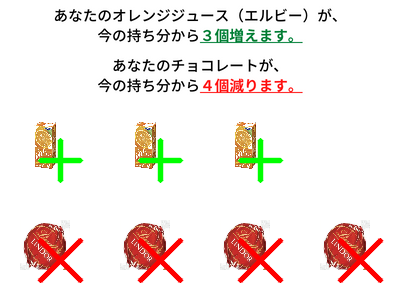 あなたのオレンジジュース（エルビー）が、
今の持ち分から３個増えます。
あなたのチョコレートが、
今の持ち分から４個減ります。
LINDOR
LINDOR
LINDOR
LINDOR